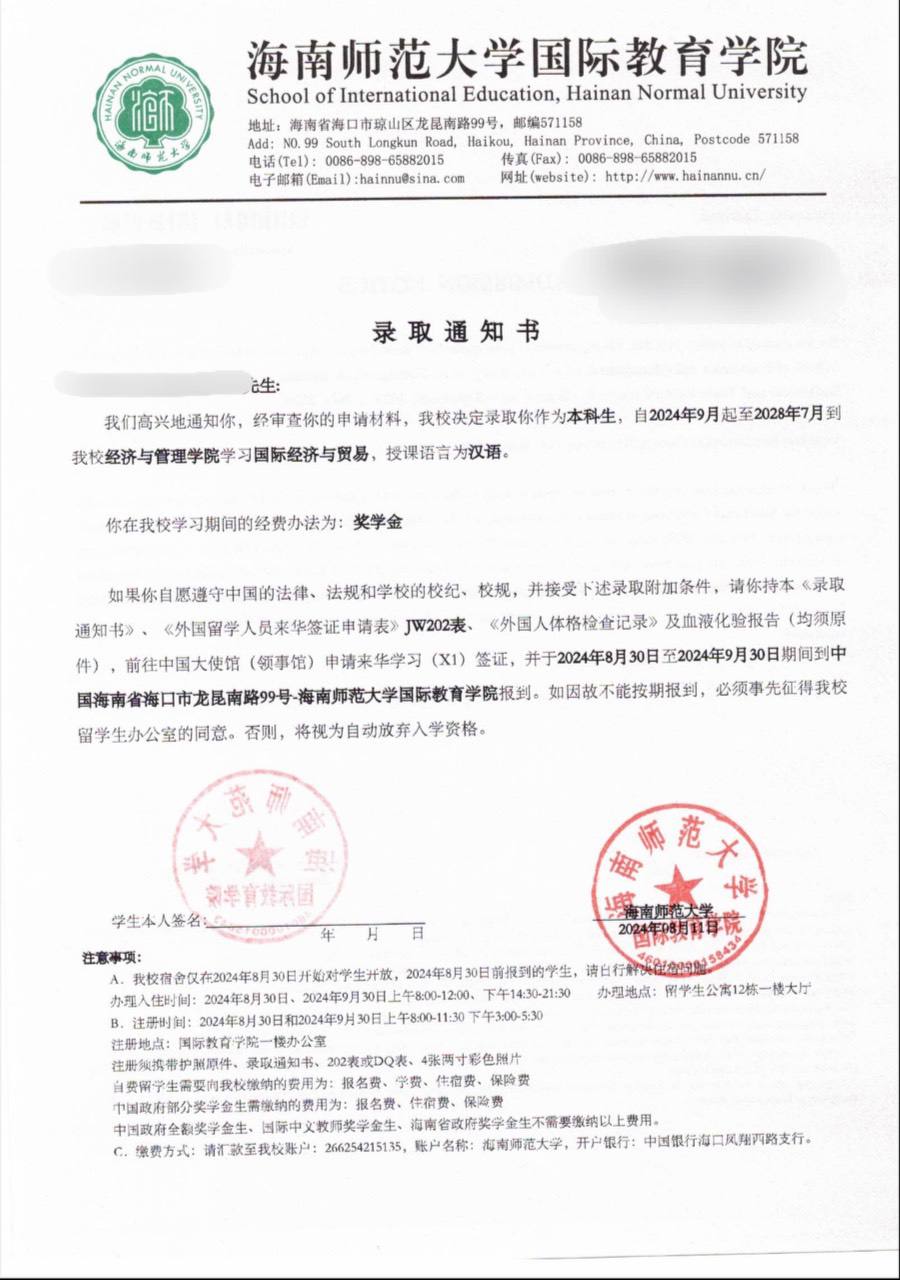 海南师范大学国际教育学院
School of International Education, Hainan Normal University
HAINAN NORMAL UNIVERSITY
海南师范大学
地址：海南省海口市琼山区龙昆南路99号，邮编571158
Add: NO.99 South Longkun Road, Haikou, Hainan Province, China, Postcode 571158
电话(Tel): 0086-898-65882015 传真(Fax): 0086-898-65882015
电子邮箱(Email):hainnu@sina.com 网址(website): http://www.hainannu.cn/
录取通知书
先生:
我们高兴地通知你，经审查你的申请材料，我校决定录取你作为本科生，自2024年9月起至2028年7月到
我校经济与管理学院学习国际经济与贸易，授课语言为汉语。
你在我校学习期间的经费办法为：奖学金
如果你自愿遵守中国的法律、法规和学校的校纪、校规，并接受下述录取附加条件，请你持本《录取
通知书》、《外国留学人员来华签证申请表》JW202表、《外国人体格检查记录》及血液化验报告（均须原
件），前往中国大使馆（领事馆）申请来华学习（X1）签证，并于2024年8月30日至2024年9月30日期间到中
国海南省海口市龙昆南路99号-海南师范大学国际教育学院报到。如因故不能按期报到，必须事先征得我校
留学生办公室的同意。否则，将视为自动放弃入学资格。
海南师范大学
国际教育学院
46010000158434
学生本人签名:
年 月 日
海南师范大学
2024年08月11日
注意事项:
A．我校宿舍仅在2024年8月30日开始对学生开放，2024年8月30日前报到的学生，请自行解决住宿问题。
办理入住时间：2024年8月30日、2024年9月30日上午8:00-12:00、下午14:30-21:30 办理地点：留学生公寓12栋一楼大厅
B．注册时间：2024年8月30日和2024年9月30日上午8:00-11:30 下午3:00-5:30
注册地点：国际教育学院一楼办公室
注册须携带护照原件、录取通知书、202表或DQ表、4张两寸彩色照片
自费留学生需要向我校缴纳的费用为：报名费、学费、住宿费、保险费
中国政府部分奖学金生需缴纳的费用为：报名费、住宿费、保险费
中国政府全额奖学金生、国际中文教师奖学金生、海南省政府奖学金生不需要缴纳以上费用。
C．缴费方式：请汇款至我校账户：266254215135，账户名称：海南师范大学，开户银行：中国银行海口凤翔西路支行。